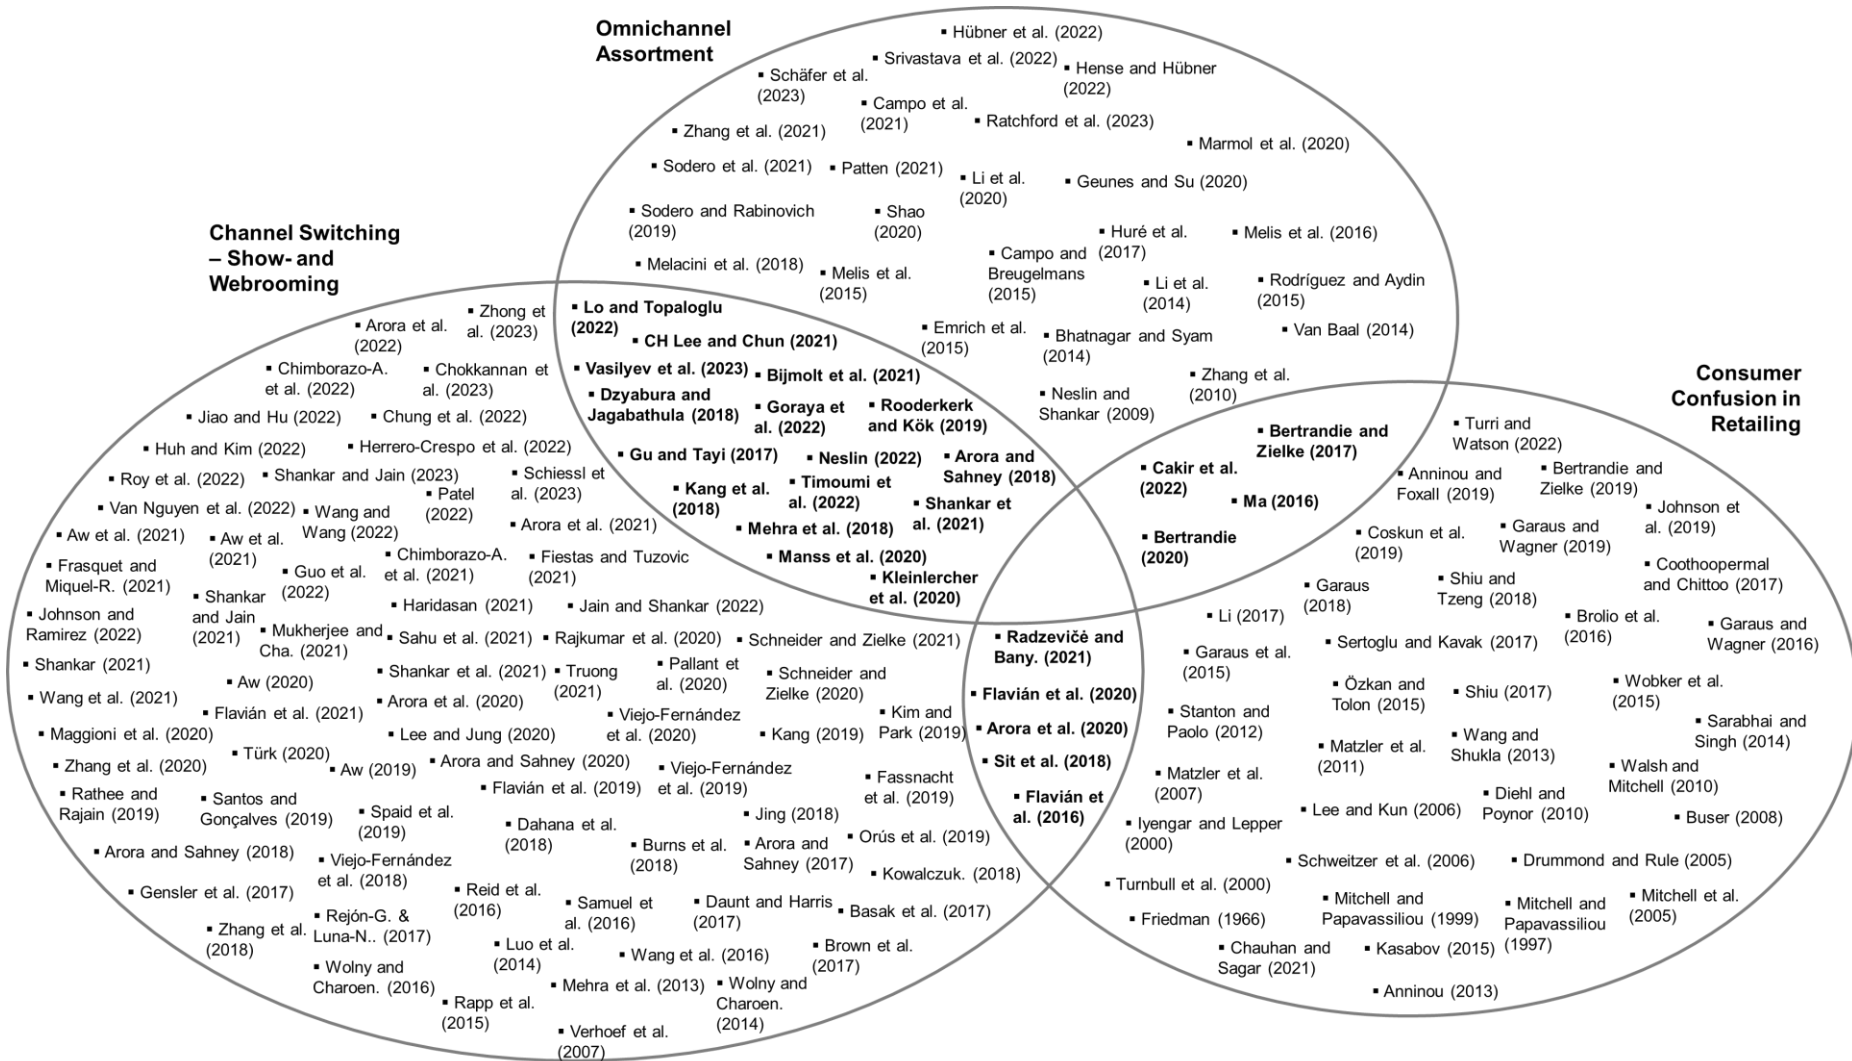 Omnichannel
Assortment
▪ Hübner et al. (2022)
▪ Srivastava et al. (2022)
▪ Hense and Hübner
(2022)
▪ Schäfer et al.
(2023)
▪ Campo et al.
(2021)
▪ Ratchford et al. (2023)
▪ Zhang et al. (2021)
▪ Marmol et al. (2020)
▪ Sodero et al. (2021)
▪ Patten (2021)
▪ Li et al.
(2020)
▪ Geunes and Su (2020)
▪ Sodero and Rabinovich
(2019)
▪ Shao
(2020)
▪ Huré et al.
(2017)
▪ Melis et al. (2016)
▪ Melacini et al. (2018)
▪ Melis et al.
(2015)
▪ Campo and
Breugelmans
(2015)
▪ Li et al.
(2014)
▪ Rodríguez and Aydin
(2015)
▪ Emrich et al.
(2015)
▪ Bhatnagar and Syam
(2014)
▪ Van Baal (2014)
▪ Neslin and
Shankar (2009)
▪ Zhang et al.
(2010)
Channel Switching
– Show- and
Webrooming
▪ Lo and Topaloglu
(2022)
▪ CH Lee and Chun (2021)
▪ Vasilyev et al. (2023)
▪ Bijmolt et al. (2021)
▪ Dzyabura and
Jagabathula (2018)
▪ Goraya et
al. (2022)
▪ Rooderkerk
and Kök (2019)
▪ Gu and Tayi (2017)
▪ Neslin (2022)
▪ Arora and
Sahney (2018)
▪ Kang et al.
(2018)
▪ Timoumi et
al. (2022)
▪ Shankar et
al. (2021)
▪ Mehra et al. (2018)
▪ Manss et al. (2020)
▪ Kleinlercher
et al. (2020)
▪ Zhong et
al. (2023)
▪ Arora et al.
(2022)
▪ Chimborazo-A.
et al. (2022)
▪ Chokkannan et
al. (2023)
▪ Jiao and Hu (2022)
▪ Chung et al. (2022)
▪ Huh and Kim (2022)
▪ Herrero-Crespo et al. (2022)
▪ Roy et al. (2022)
▪ Shankar and Jain (2023)
▪ Schiessl et
al. (2023)
▪ Van Nguyen et al. (2022)
▪ Wang and
Wang (2022)
▪ Patel
(2022)
▪ Arora et al. (2021)
▪ Aw et al. (2021)
▪ Aw et al.
(2021)
▪ Chimborazo-A.
et al. (2021)
▪ Fiestas and Tuzovic
(2021)
▪ Frasquet and
Miquel-R. (2021)
▪ Guo et al.
(2022)
▪ Shankar
and Jain
(2021)
▪ Haridasan (2021)
▪ Jain and Shankar (2022)
▪ Johnson and
Ramirez (2022)
▪ Mukherjee and
Cha. (2021)
▪ Sahu et al. (2021)
▪ Rajkumar et al. (2020)
▪ Schneider and Zielke (2021)
▪ Shankar (2021)
▪ Shankar et al. (2021)
▪ Truong
(2021)
▪ Pallant et
al. (2020)
▪ Schneider and
Zielke (2020)
▪ Wang et al. (2021)
▪ Aw (2020)
▪ Arora et al. (2020)
▪ Flavián et al. (2021)
▪ Viejo-Fernández
et al. (2020)
▪ Kim and
Park (2019)
▪ Maggioni et al. (2020)
▪ Lee and Jung (2020)
▪ Kang (2019)
▪ Türk (2020)
▪ Zhang et al. (2020)
▪ Aw (2019)
▪ Arora and Sahney (2020)
▪ Viejo-Fernández
et al. (2019)
▪ Fassnacht
et al. (2019)
▪ Rathee and
Rajain (2019)
▪ Santos and
Gonçalves (2019)
▪ Flavián et al. (2019)
▪ Spaid et al.
(2019)
▪ Dahana et al.
(2018)
▪ Jing (2018)
▪ Burns et al.
(2018)
▪ Arora and
Sahney (2017)
▪ Orús et al. (2019)
▪ Arora and Sahney (2018)
▪ Viejo-Fernández
et al. (2018)
▪ Kowalczuk. (2018)
▪ Gensler et al. (2017)
▪ Reid et al.
(2016)
▪ Samuel et
al. (2016)
▪ Daunt and Harris
(2017)
▪ Basak et al. (2017)
▪ Zhang et al.
(2018)
▪ Rejón-G. &
Luna-N.. (2017)
▪ Luo et al.
(2014)
▪ Wang et al. (2016)
▪ Brown et al.
(2017)
▪ Wolny and
Charoen. (2016)
▪ Mehra et al. (2013)
▪ Wolny and
Charoen.
(2014)
▪ Rapp et al.
(2015)
▪ Verhoef et al.
(2007)
▪ Radzevičė and
Bany. (2021)
▪ Flavián et al. (2020)
▪ Arora et al. (2020)
▪ Sit et al. (2018)
▪ Flavián et
al. (2016)
Consumer
Confusion in
Retailing
▪ Bertrandie and
Zielke (2017)
▪ Cakir et al.
(2022)
▪ Ma (2016)
▪ Bertrandie
(2020)
▪ Turri and
Watson (2022)
▪ Anninou and
Foxall (2019)
▪ Bertrandie and
Zielke (2019)
▪ Johnson et
al. (2019)
▪ Coskun et al.
(2019)
▪ Garaus and
Wagner (2019)
▪ Coothoopermal
and Chittoo (2017)
▪ Garaus
(2018)
▪ Shiu and
Tzeng (2018)
▪ Li (2017)
▪ Brolio et al.
(2016)
▪ Garaus and
Wagner (2016)
▪ Sertoglu and Kavak (2017)
▪ Garaus et al.
(2015)
▪ Özkan and
Tolon (2015)
▪ Shiu (2017)
▪ Wobker et al.
(2015)
▪ Stanton and
Paolo (2012)
▪ Sarabhai and
Singh (2014)
▪ Matzler et al.
(2011)
▪ Wang and
Shukla (2013)
▪ Matzler et al.
(2007)
▪ Walsh and
Mitchell (2010)
▪ Lee and Kun (2006)
▪ Diehl and
Poynor (2010)
▪ Buser (2008)
▪ Iyengar and Lepper
(2000)
▪ Schweitzer et al. (2006)
▪ Drummond and Rule (2005)
▪ Turnbull et al. (2000)
▪ Mitchell and
Papavassiliou (1999)
▪ Mitchell and
Papavassiliou
(1997)
▪ Mitchell et al.
(2005)
▪ Friedman (1966)
▪ Chauhan and
Sagar (2021)
▪ Kasabov (2015)
▪ Anninou (2013)